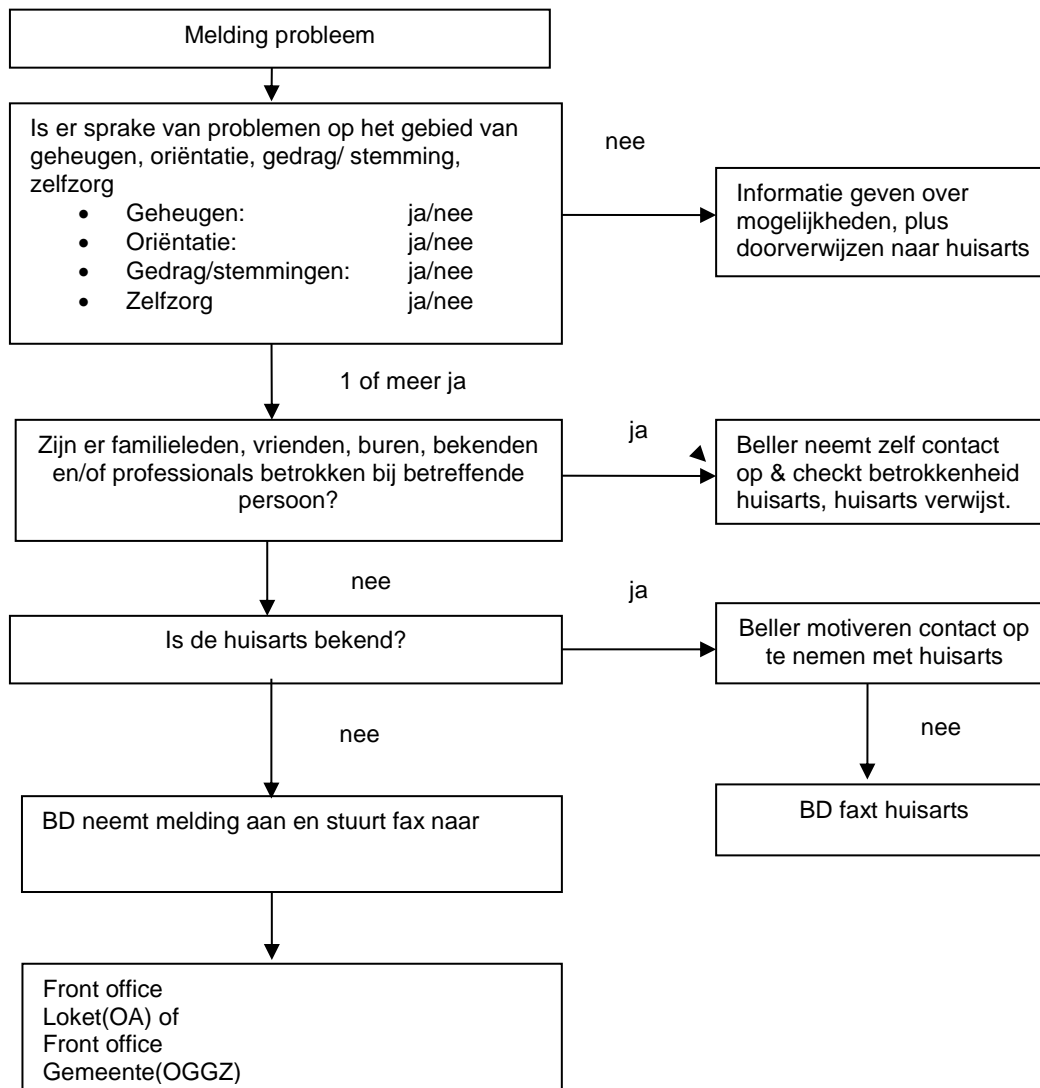 Melding probleem
Is er sprake van problemen op het gebied van
geheugen, oriëntatie, gedrag/ stemming,
zelfzorg
• Geheugen: ja/nee
• Oriëntatie: ja/nee
• Gedrag/stemmingen: ja/nee
• Zelfzorg ja/nee
nee
Informatie geven over
mogelijkheden, plus
doorverwijzen naar huisarts
1 of meer ja
Zijn er familieleden, vrienden, buren, bekenden
en/of professionals betrokken bij betreffende
persoon?
ja
Beller neemt zelf contact
op & checkt betrokkenheid
huisarts, huisarts verwijst.
nee
Is de huisarts bekend?
ja
Beller motiveren contact op
te nemen met huisarts
nee
nee
BD faxt huisarts
BD neemt melding aan en stuurt fax naar
Front office
Loket(OA) of
Front office
Gemeente(OGGZ)